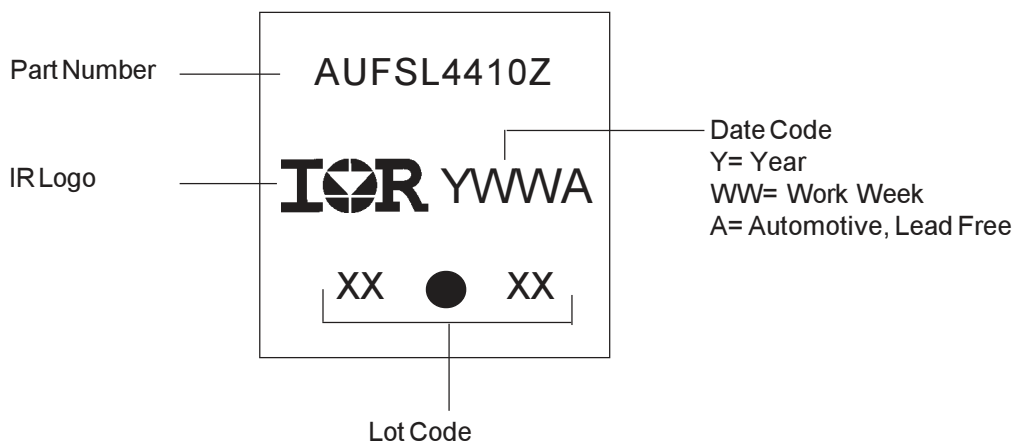 Part Number
AUFSL4410Z
IR Logo
IOR YWWA
Date Code
Y= Year
WW= Work Week
A= Automotive, Lead Free
XX ● XX
Lot Code